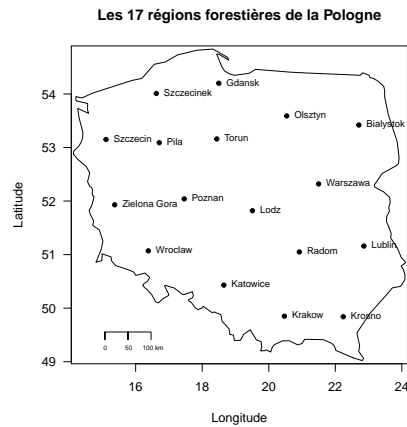 Les 17 régions forestières de la Pologne
54
53
52
51
50
49
Latitude
Gdansk
Szczecinek
Olsztyn
Bialystok
Szczecin
Pila
Torun
Warszawa
Zielona Gora
Poznan
Lodz
Wroclaw
Radom
Lublin
Katowice
Krakow
Krosno
0 50 100 km
16 18 20 22 24
Longitude